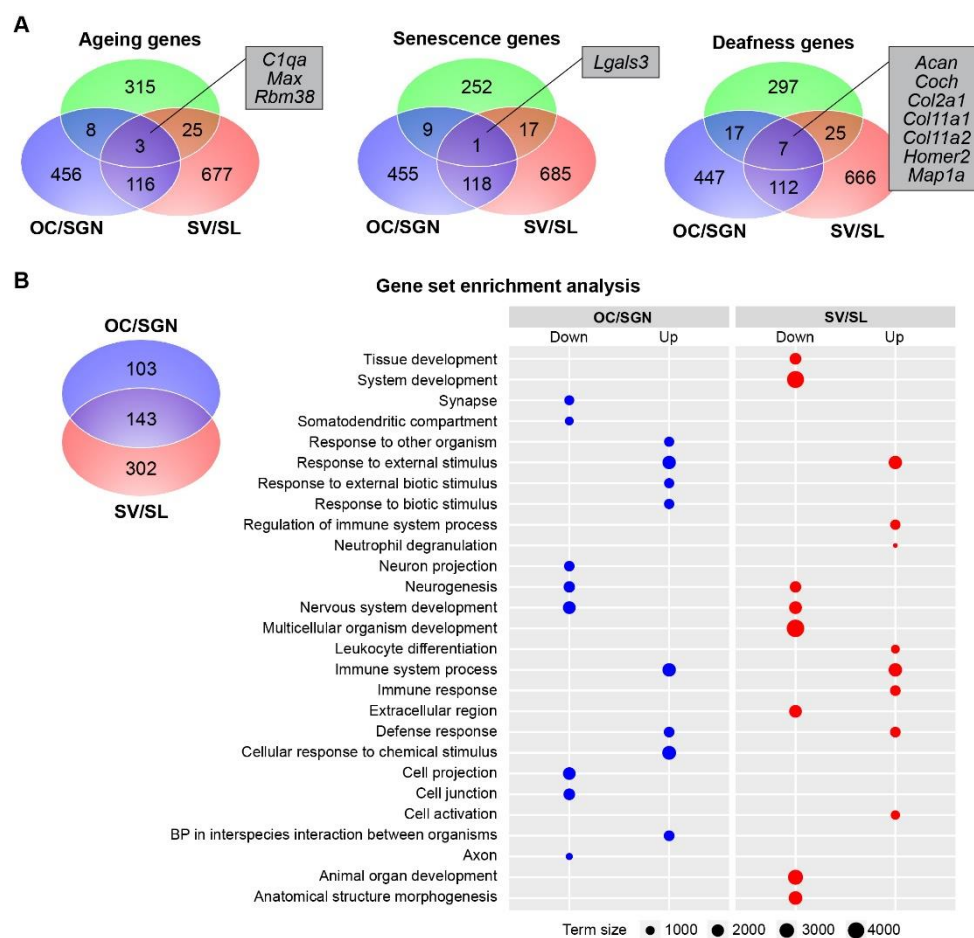 A
Ageing genes
315
8
3
25
456
116
677
OC/SGN
SV/SL
C1qa
Max
Rbm38
Senescence genes
252
9
1
17
455
118
685
OC/SGN
SV/SL
Lgals3
Deafness genes
297
17
7
25
447
112
666
OC/SGN
SV/SL
Acan
Coch
Col2a1
Col11a1
Col11a2
Homer2
Map1a
B
Gene set enrichment analysis
OC/SGN
103
143
302
SV/SL
OC/SGN
SV/SL
Down
Up
Down
Up
Tissue development
System development
Synapse
Somatodendritic compartment
Response to other organism
Response to external stimulus
Response to external biotic stimulus
Response to biotic stimulus
Regulation of immune system process
Neutrophil degranulation
Neuron projection
Neurogenesis
Nervous system development
Multicellular organism development
Leukocyte differentiation
Immune system process
Immune response
Extracellular region
Defense response
Cellular response to chemical stimulus
Cell projection
Cell junction
Cell activation
BP in interspecies interaction between organisms
Axon
Animal organ development
Anatomical structure morphogenesis
Term size 1000 2000 3000 4000